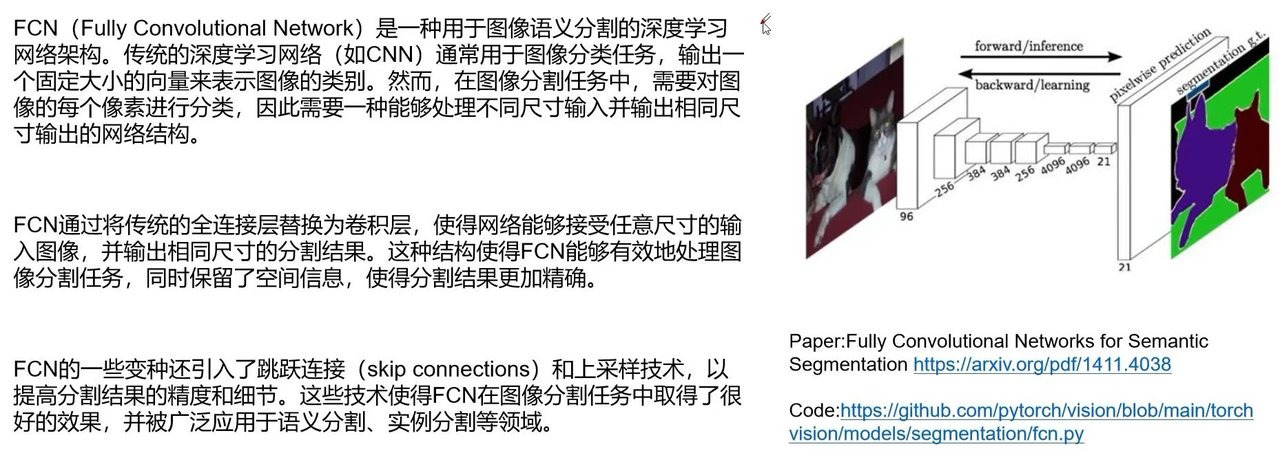 FCN（Fully Convolutional Network）是一种用于图像语义分割的深度学习
网络架构。传统的深度学习网络（如CNN）通常用于图像分类任务，输出一
个固定大小的向量来表示图像的类别。然而，在图像分割任务中，需要对图
像的每个像素进行分类，因此需要一种能够处理不同尺寸输入并输出相同尺
寸输出的网络结构。
FCN通过将传统的全连接层替换为卷积层，使得网络能够接受任意尺寸的输
入图像，并输出相同尺寸的分割结果。这种结构使得FCN能够有效地处理图
像分割任务，同时保留了空间信息，使得分割结果更加精确。
FCN的一些变种还引入了跳跃连接（skip connections）和上采样技术，以
提高分割结果的精度和细节。这些技术使得FCN在图像分割任务中取得了很
好的效果，并被广泛应用于语义分割、实例分割等领域。
forward/inference
backward/learning
pixelwise prediction
segmentation g.t.
96
256
384
384
256
4096
4096
21
21
Paper:Fully Convolutional Networks for Semantic
Segmentation https://arxiv.org/pdf/1411.4038
Code:https://github.com/pytorch/vision/blob/main/torch
vision/models/segmentation/fcn.py